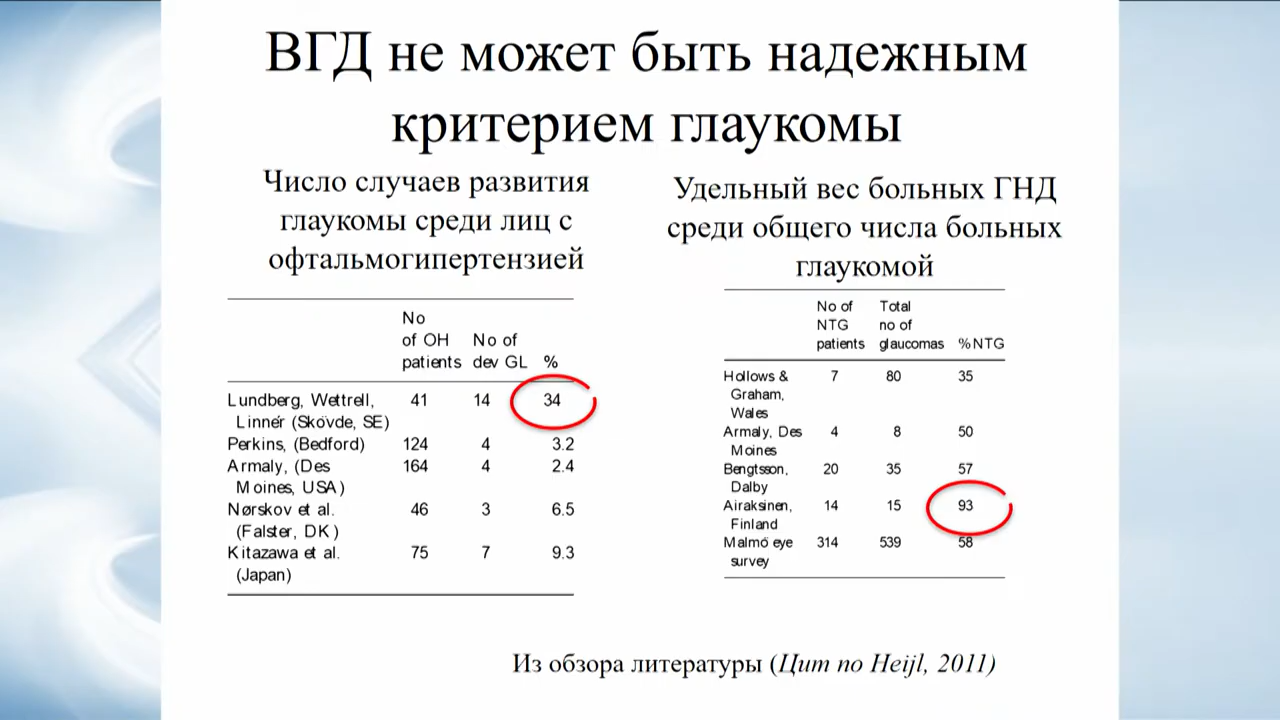 ВГД не может быть надежным
критерием глаукомы
Число случаев развития
глаукомы среди лиц с
офтальмогипертензией
No
of OH No of
patients dev GL %
Lundberg, Wettrell, 41 14 34
Linnér (Skövde, SE)
Perkins, (Bedford) 124 4 3.2
Armaly, (Des 164 4 2.4
Moines, USA)
Nørskov et al. 46 3 6.5
(Falster, DK)
Kitazawa et al. 75 7 9.3
(Japan)
Удельный вес больных ГНД
среди общего числа больных
глаукомой
No of Total
NTG no of
patients glaucomas %NTG
Hollows & 7 80 35
Graham,
Wales
Armaly, Des 4 8 50
Moines
Bengtsson, 20 35 57
Dalby
Airaksinen, 14 15 93
Finland
Malmö eye 314 539 58
survey
Из обзора литературы (Цит по Heijl, 2011)